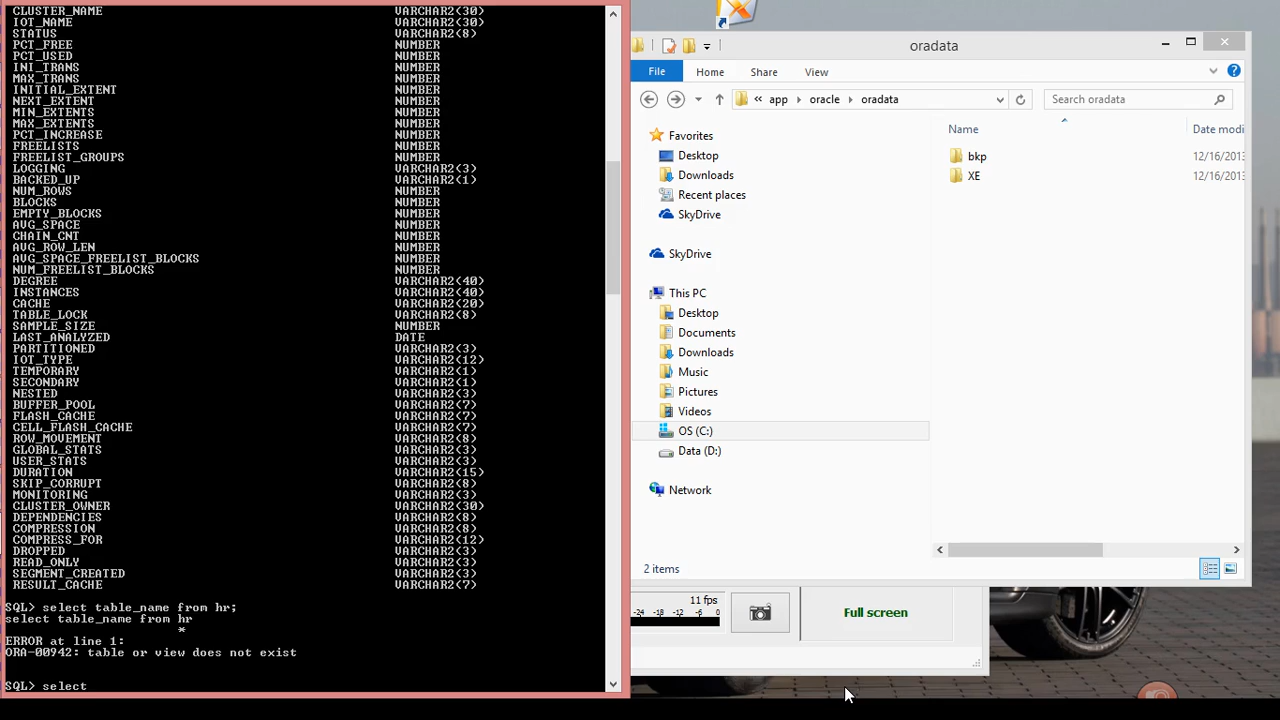 CLUSTER_NAME VARCHAR2(30)
IOT_NAME VARCHAR2(30)
STATUS VARCHAR2(8)
PCT_FREE NUMBER
PCT_USED NUMBER
INI_TRANS NUMBER
MAX_TRANS NUMBER
INITIAL_EXTENT NUMBER
NEXT_EXTENT NUMBER
MIN_EXTENTS NUMBER
MAX_EXTENTS NUMBER
PCT_INCREASE NUMBER
FREELISTS NUMBER
FREELIST_GROUPS NUMBER
LOGGING VARCHAR2(3)
BACKED_UP VARCHAR2(1)
NUM_ROWS NUMBER
BLOCKS NUMBER
EMPTY_BLOCKS NUMBER
AVG_SPACE NUMBER
CHAIN_CNT NUMBER
AVG_ROW_LEN NUMBER
AVG_SPACE_FREELIST_BLOCKS NUMBER
NUM_FREELIST_BLOCKS NUMBER
DEGREE VARCHAR2(40)
INSTANCES VARCHAR2(40)
CACHE VARCHAR2(20)
TABLE_LOCK VARCHAR2(8)
SAMPLE_SIZE NUMBER
LAST_ANALYZED DATE
PARTITIONED VARCHAR2(3)
IOT_TYPE VARCHAR2(12)
TEMPORARY VARCHAR2(1)
SECONDARY VARCHAR2(1)
NESTED VARCHAR2(3)
BUFFER_POOL VARCHAR2(7)
FLASH_CACHE VARCHAR2(7)
CELL_FLASH_CACHE VARCHAR2(7)
ROW_MOVEMENT VARCHAR2(8)
GLOBAL_STATS VARCHAR2(3)
USER_STATS VARCHAR2(3)
DURATION VARCHAR2(15)
SKIP_CORRUPT VARCHAR2(8)
MONITORING VARCHAR2(3)
CLUSTER_OWNER VARCHAR2(30)
DEPENDENCIES VARCHAR2(8)
COMPRESSION VARCHAR2(8)
COMPRESS_FOR VARCHAR2(12)
DROPPED VARCHAR2(3)
READ_ONLY VARCHAR2(3)
SEGMENT_CREATED VARCHAR2(3)
RESULT_CACHE VARCHAR2(7)
SQL> select table_name from hr;
select table_name from hr
*
ERROR at line 1:
ORA-00942: table or view does not exist
SQL> select
oradata
File Home Share View
« app oracle oradata
Search oradata
Favorites
Desktop
Downloads
Recent places
SkyDrive
SkyDrive
This PC
Desktop
Documents
Downloads
Music
Pictures
Videos
OS (C:)
Data (D:)
Network
Name Date modi
bkp 12/16/2013
XE 12/16/2013
2 items
11 fps
-24 -18 -12 -6 0
Full screen